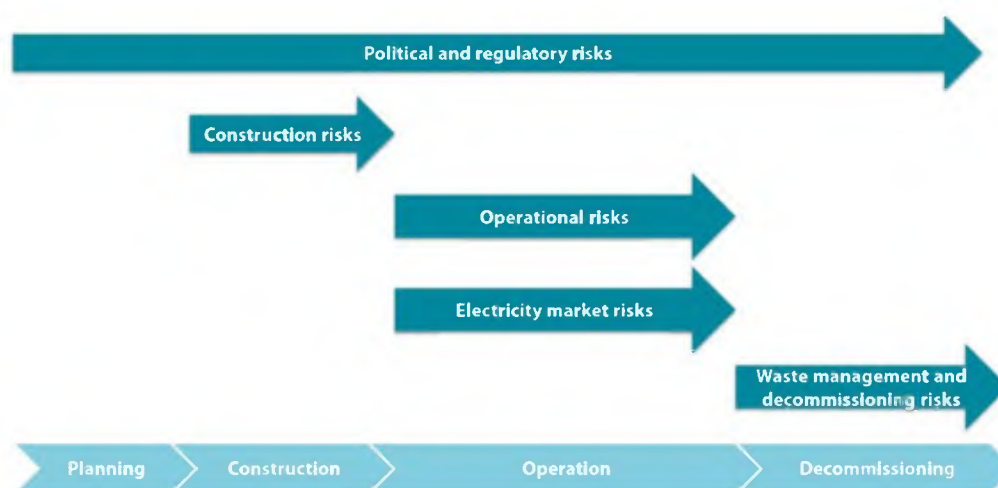 Political and regulatory risks
Construction risks
Operational risks
Electricity market risks
Waste management and
decommissioning risks
Planning
Construction
Operation
Decommissioning